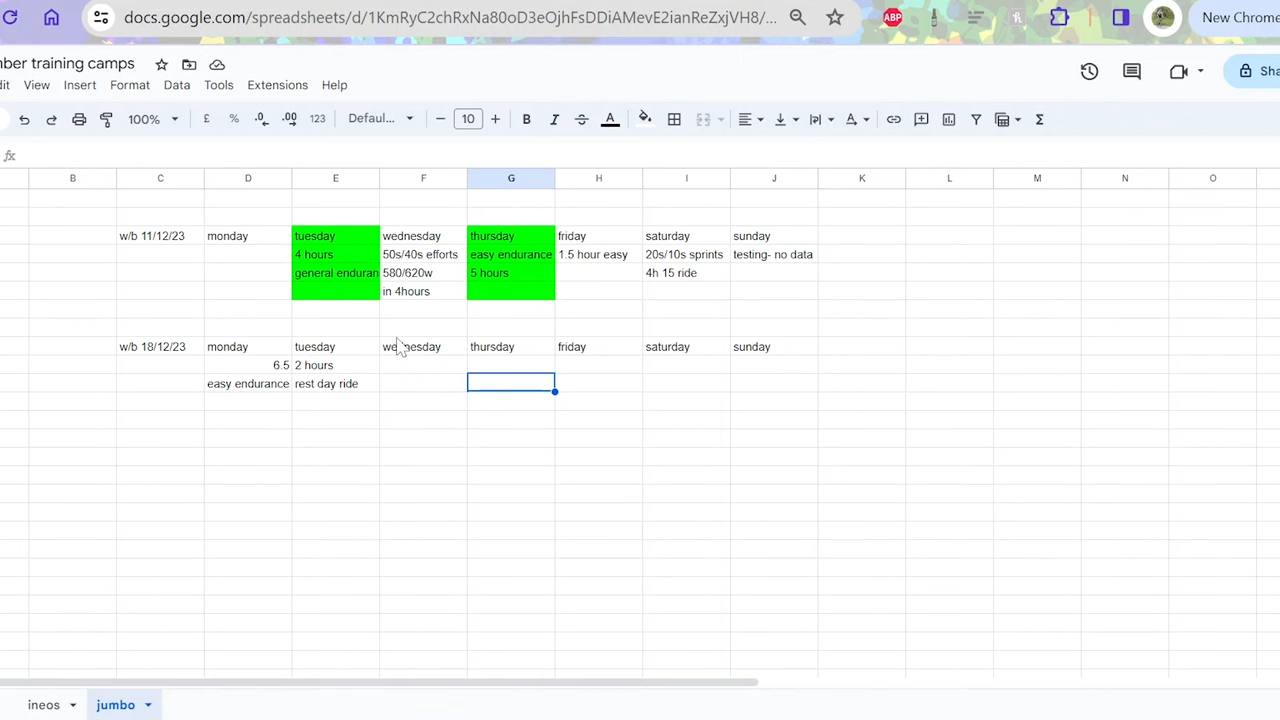 docs.google.com/spreadsheets/d/1KmRyC2chRxNa80oD3eOjhFsDDiAMevE2ianReZxjVH8/...
ABP
New Chrome
nber training camps
dit View Insert Format Data Tools Extensions Help
Sha
100% £ % .0 .00 123 Defaul... 10 B I A
fx
B C D E F G H I J K L M N O
w/b 11/12/23 monday tuesday wednesday thursday friday saturday sunday
4 hours 50s/40s efforts easy endurance 1.5 hour easy 20s/10s sprints testing- no data
general enduran 580/620w 5 hours 4h 15 ride
in 4hours
w/b 18/12/23 monday tuesday wednesday thursday friday saturday sunday
6.5 2 hours
easy endurance rest day ride
ineos jumbo